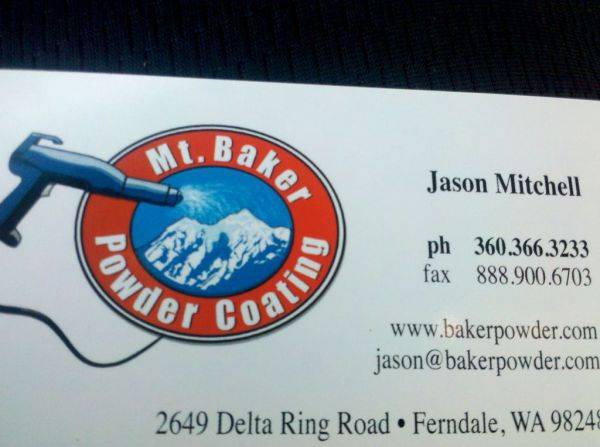 Mt. Baker
Powder Coating
Jason Mitchell
ph 360.366.3233
fax 888.900.6703
www.bakerpowder.com
jason@bakerpowder.com
2649 Delta Ring Road • Ferndale, WA 98248